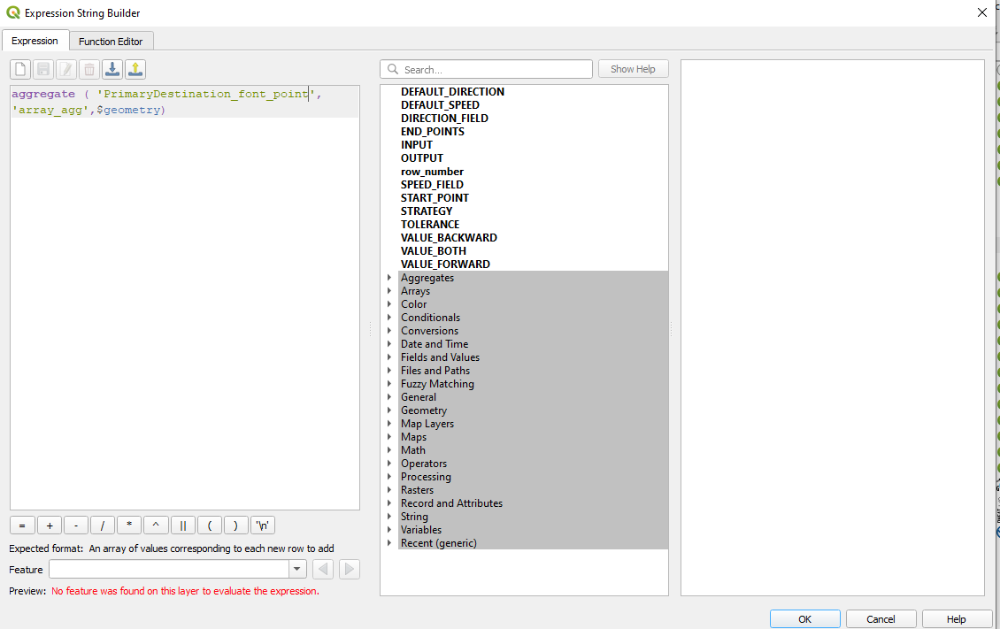 Expression String Builder
Expression
Function Editor
Search...
Show Help
aggregate ( 'PrimaryDestination_font_point',
'array_agg',$geometry)
DEFAULT_DIRECTION
DEFAULT_SPEED
DIRECTION_FIELD
END_POINTS
INPUT
OUTPUT
row_number
SPEED_FIELD
START_POINT
STRATEGY
TOLERANCE
VALUE_BACKWARD
VALUE_BOTH
VALUE_FORWARD
Aggregates
Arrays
Color
Conditionals
Conversions
Date and Time
Fields and Values
Files and Paths
Fuzzy Matching
General
Geometry
Map Layers
Maps
Math
Operators
Processing
Rasters
Record and Attributes
String
Variables
Recent (generic)
= + - / * ^ || ( ) '\n'
Expected format: An array of values corresponding to each new row to add
Feature
Preview: No feature was found on this layer to evaluate the expression.
OK
Cancel
Help